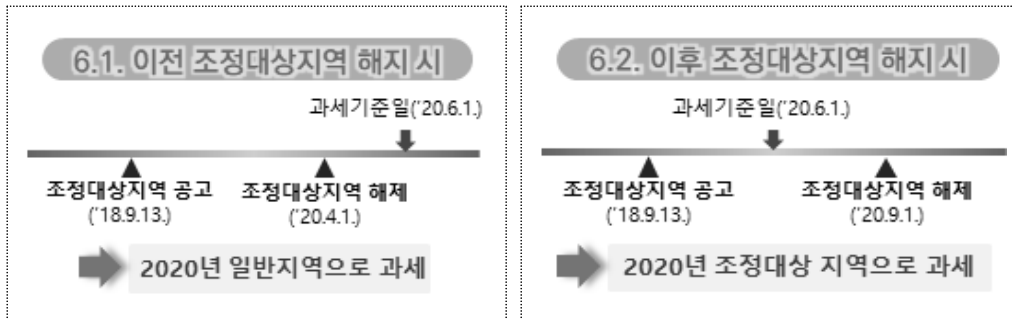 6.1. 이전 조정대상지역 해지 시
과세기준일('20.6.1.)
조정대상지역 공고
('18.9.13.)
조정대상지역 해제
('20.4.1.)
2020년 일반지역으로 과세
6.2. 이후 조정대상지역 해지 시
과세기준일('20.6.1.)
조정대상지역 공고
('18.9.13.)
조정대상지역 해제
('20.9.1.)
2020년 조정대상 지역으로 과세